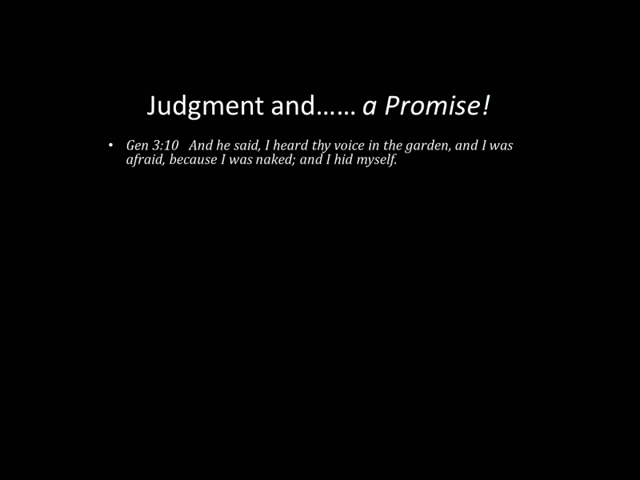 Judgment and…… a Promise!
• Gen 3:10 And he said, I heard thy voice in the garden, and I was
afraid, because I was naked; and I hid myself.